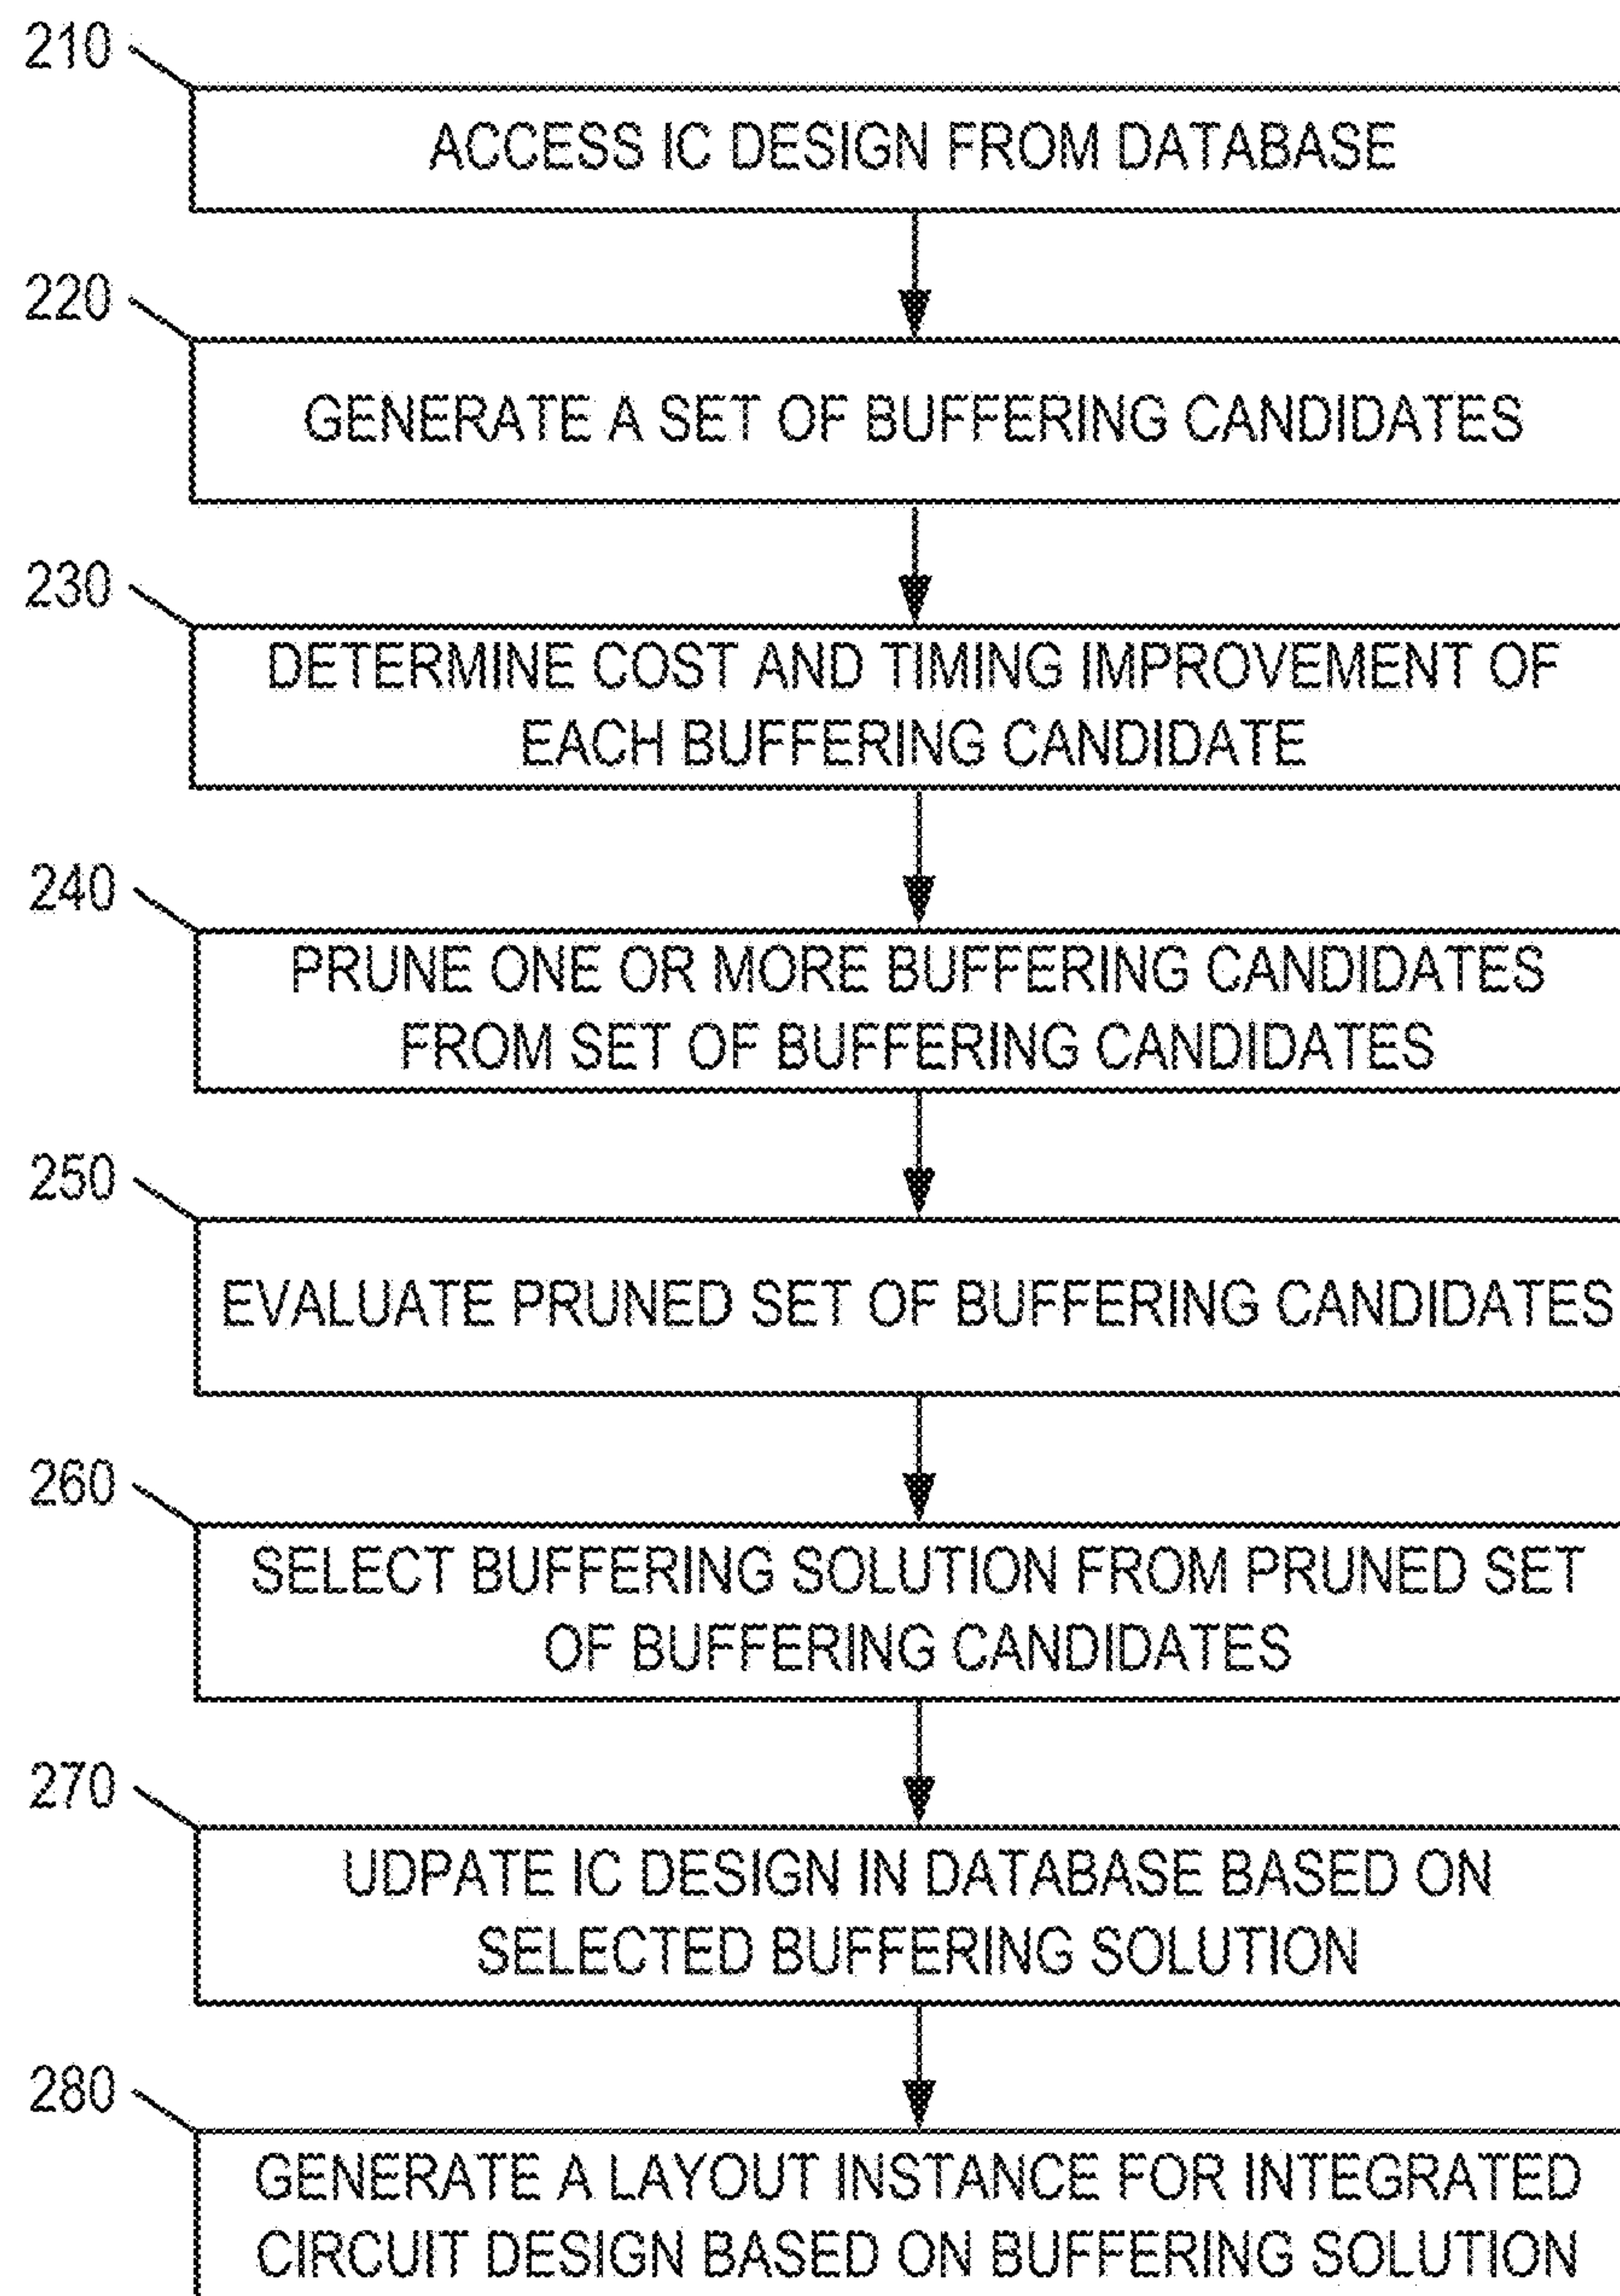 210
ACCESS IC DESIGN FROM DATABASE
220
GENERATE A SET OF BUFFERING CANDIDATES
230
DETERMINE COST AND TIMING IMPROVEMENT OF
EACH BUFFERING CANDIDATE
240
PRUNE ONE OR MORE BUFFERING CANDIDATES
FROM SET OF BUFFERING CANDIDATES
250
EVALUATE PRUNED SET OF BUFFERING CANDIDATES
260
SELECT BUFFERING SOLUTION FROM PRUNED SET
OF BUFFERING CANDIDATES
270
UDPATE IC DESIGN IN DATABASE BASED ON
SELECTED BUFFERING SOLUTION
280
GENERATE A LAYOUT INSTANCE FOR INTEGRATED
CIRCUIT DESIGN BASED ON BUFFERING SOLUTION